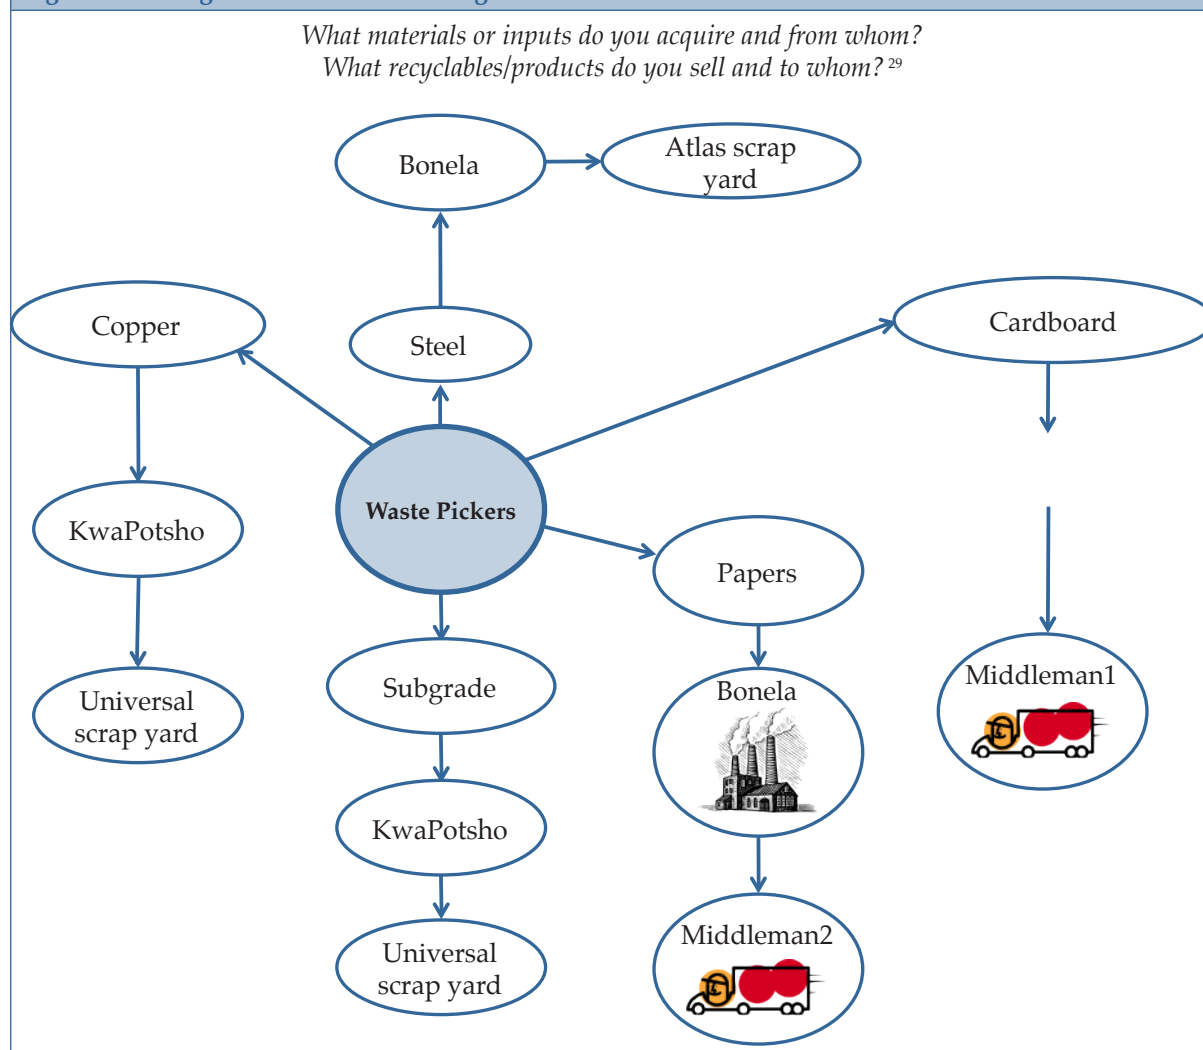 What materials or inputs do you acquire and from whom?
What recyclables/products do you sell and to whom? 29
Bonela
Atlas scrap
yard
Copper
Steel
Cardboard
Waste Pickers
KwaPotsho
Papers
Subgrade
Universal
scrap yard
Bonela
Middleman1
KwaPotsho
Universal
scrap yard
Middleman2